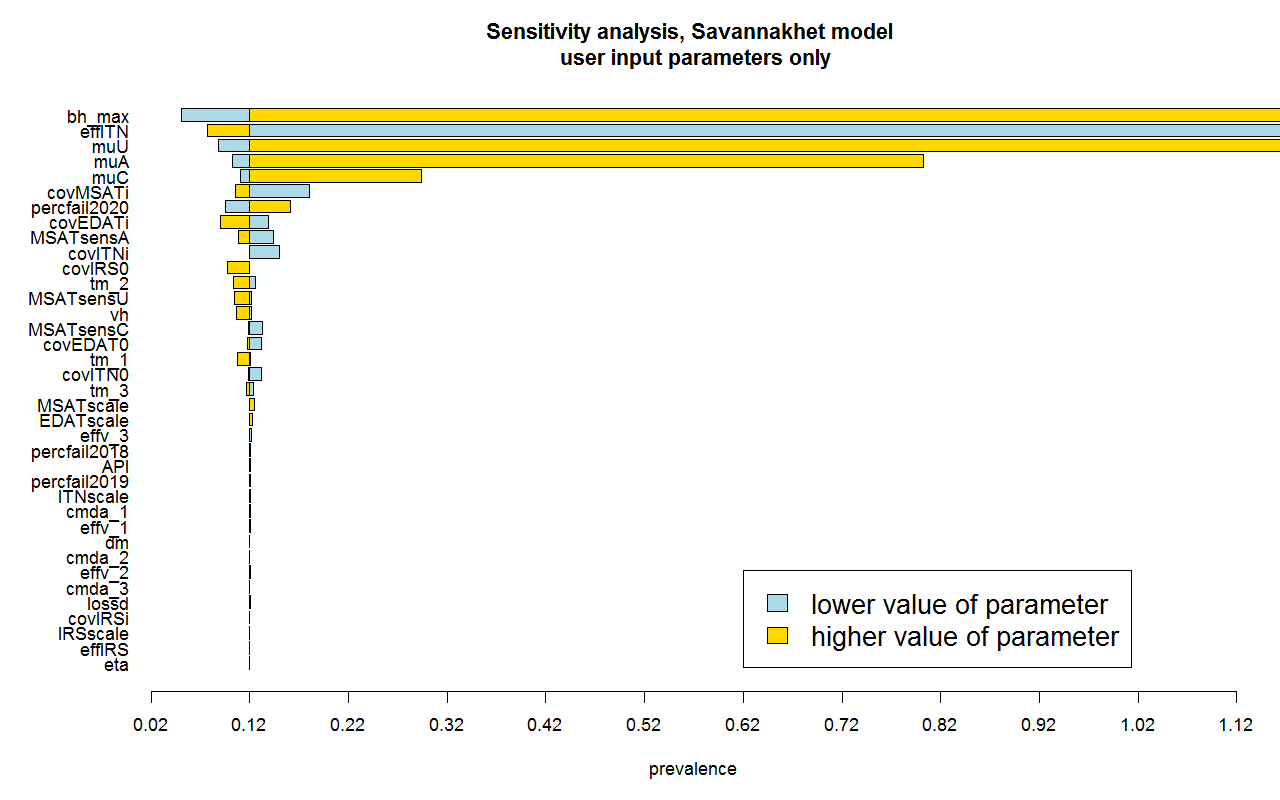 Sensitivity analysis, Savannakhet model
user input parameters only
bh_max
effITN
muU
muA
muC
covMSATi
percfail2020
covEDATi
MSATsensA
covITNi
covIRS0
tm_2
MSATsensU
vh
MSATsensC
covEDAT0
tm_1
covITN0
tm_3
MSATscale
EDATscale
effv_3
percfail2018
API
percfail2019
ITNscale
cmda_1
effv_1
dm
cmda_2
effv_2
cmda_3
lossd
covIRSi
IRSscale
effIRS
eta
lower value of parameter
higher value of parameter
0.02 0.12 0.22 0.32 0.42 0.52 0.62 0.72 0.82 0.92 1.02 1.12
prevalence